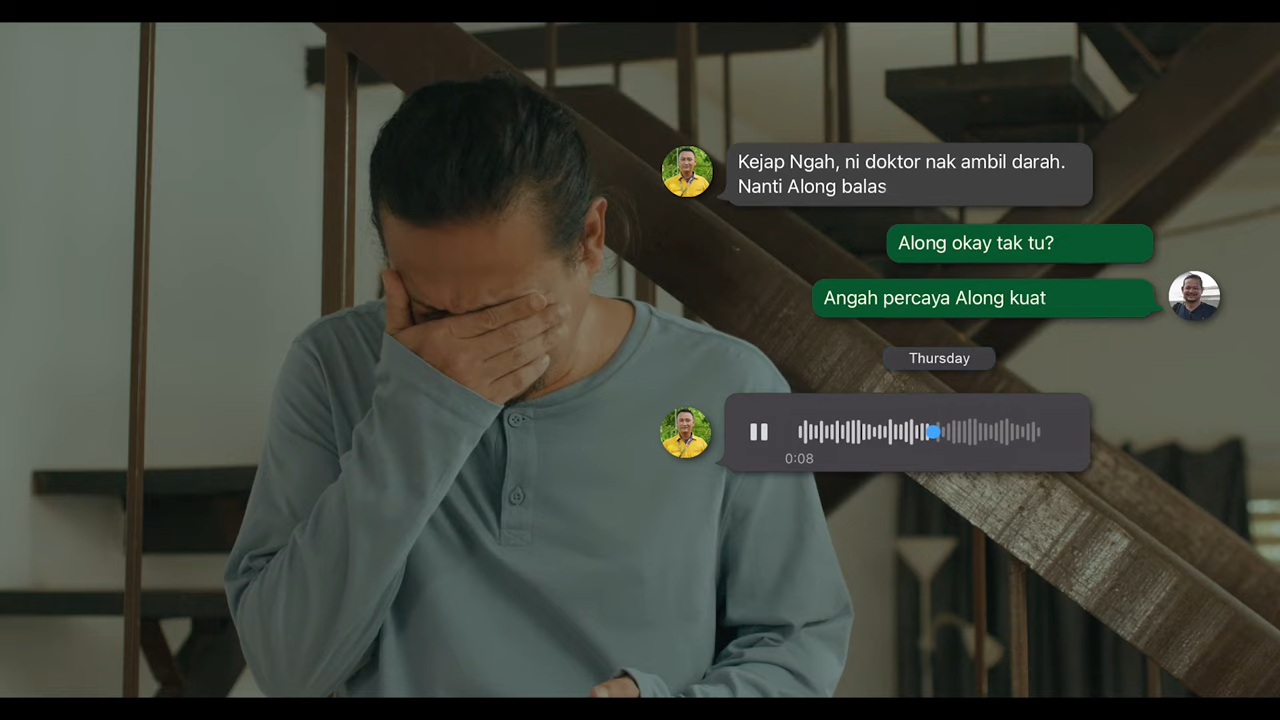 Kejap Ngah, ni doktor nak ambil darah.
Nanti Along balas
Along okay tak tu?
Angah percaya Along kuat
Thursday
0:08